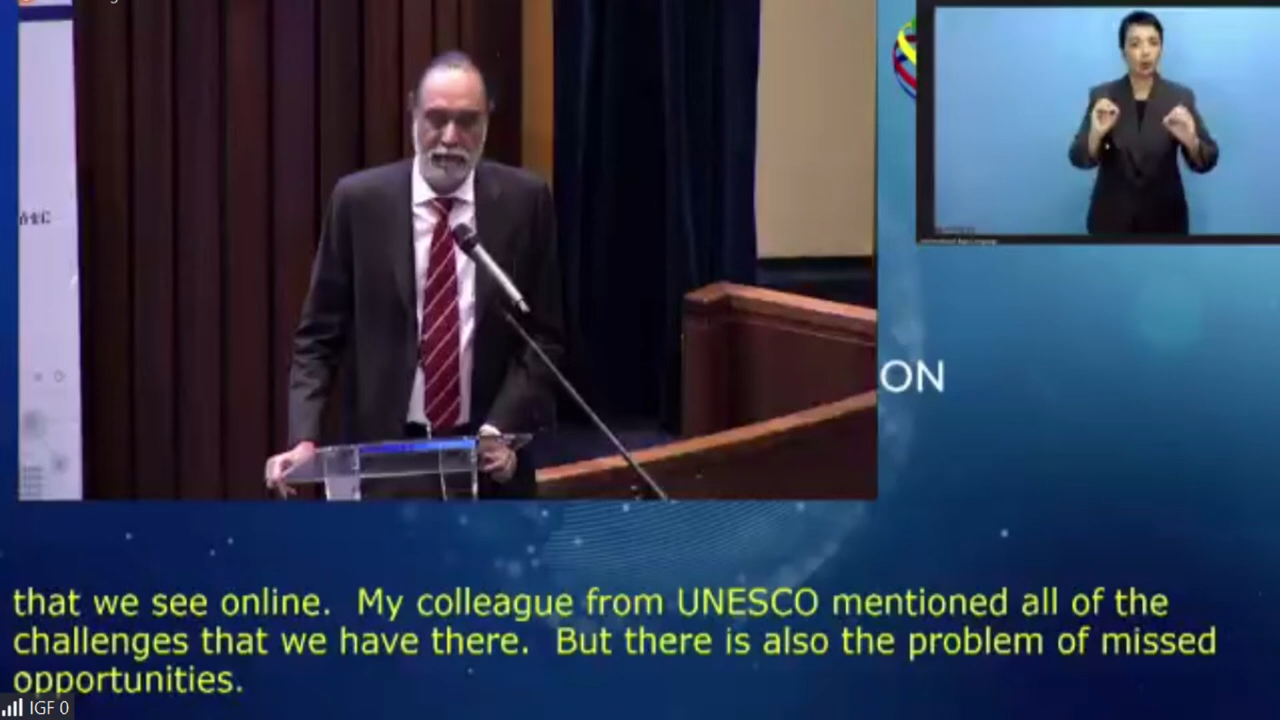 ON
that we see online.  My colleague from UNESCO mentioned all of the
challenges that we have there.  But there is also the problem of missed
opportunities.
IGF 0